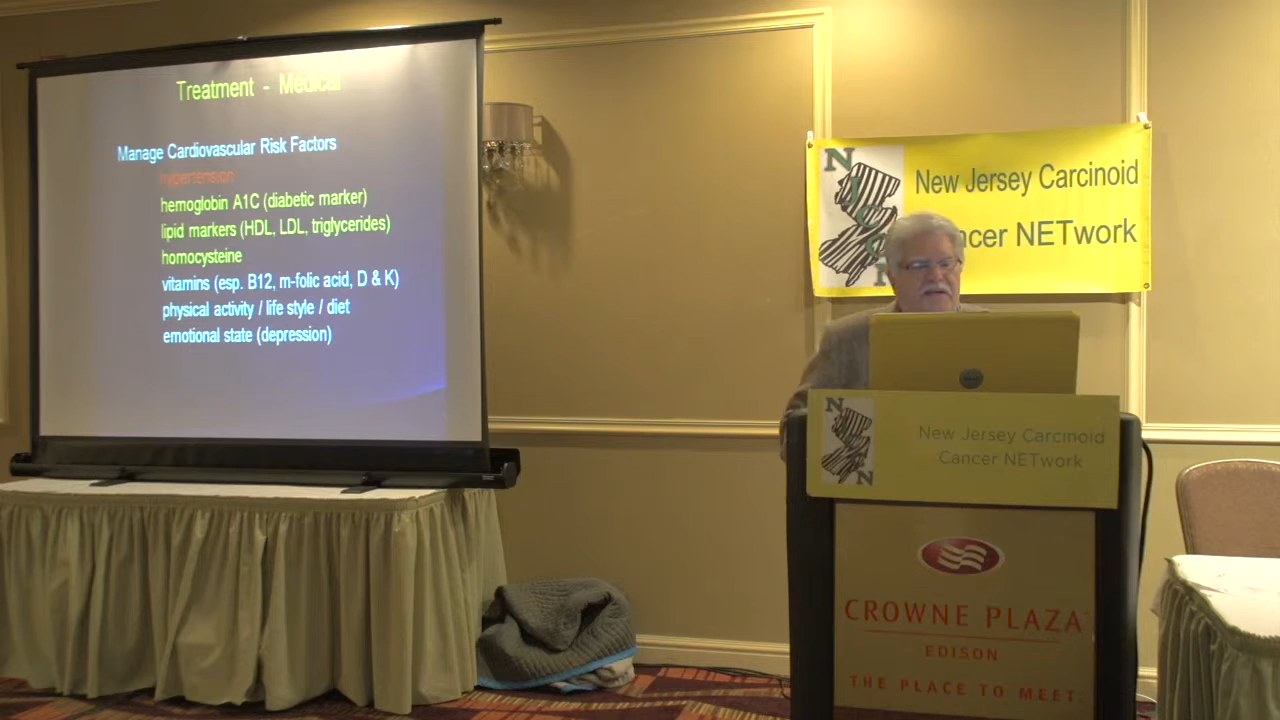 Treatment - Medical
Manage Cardiovascular Risk Factors
hypertension
hemoglobin A1C (diabetic marker)
lipid markers (HDL, LDL, triglycerides)
homocysteine
vitamins (esp. B12, m-folic acid, D & K)
physical activity / life style / diet
emotional state (depression)
N
J
C
C
N
New Jersey Carcinoid
ncer NETwork
N
N
New Jersey Carcinoid
Cancer NETwork
CROWNE PLAZA
EDISON
THE PLACE TO MEET.